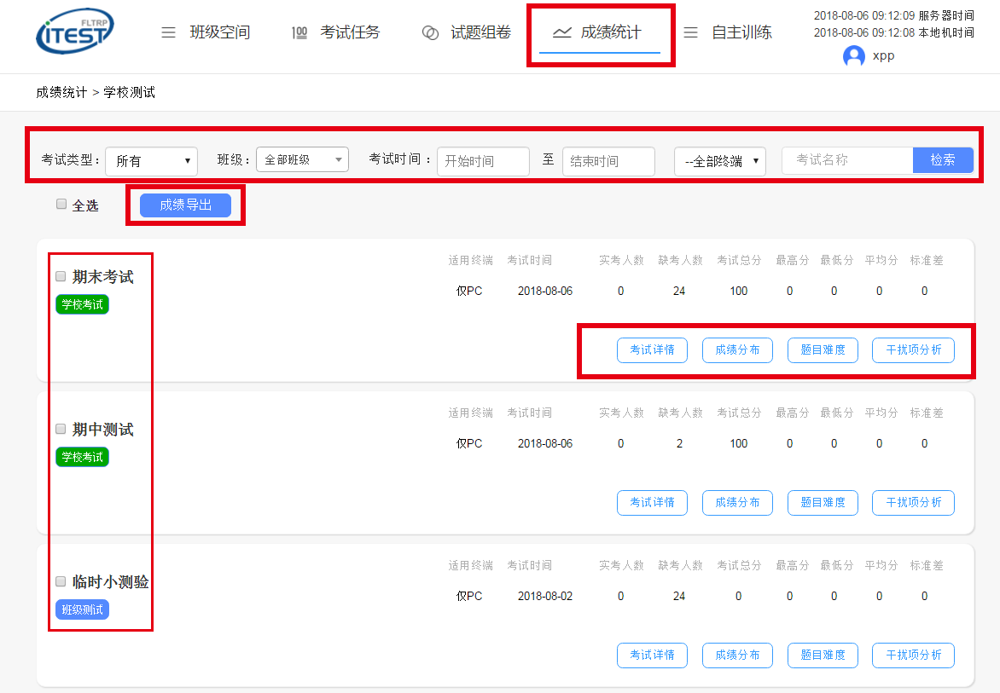 FLTRP
iTEST
班级空间 考试任务 试题组卷 成绩统计 自主训练
2018-08-06 09:12:09 服务器时间
2018-08-06 09:12:08 本地机时间
xpp
成绩统计 > 学校测试
考试类型： 所有 班级： 全部班级 考试时间： 开始时间 至 结束时间 --全部终端 考试名称 检索
全选 成绩导出
适用终端 考试时间 实考人数 缺考人数 考试总分 最高分 最低分 平均分 标准差
期末考试
仅PC 2018-08-06 0 24 100 0 0 0 0
学校考试
考试详情 成绩分布 题目难度 干扰项分析
适用终端 考试时间 实考人数 缺考人数 考试总分 最高分 最低分 平均分 标准差
期中测试
仅PC 2018-08-06 0 2 100 0 0 0 0
学校考试
考试详情 成绩分布 题目难度 干扰项分析
适用终端 考试时间 实考人数 缺考人数 考试总分 最高分 最低分 平均分 标准差
临时小测验
仅PC 2018-08-02 0 24 0 0 0 0 0
班级测试
考试详情 成绩分布 题目难度 干扰项分析